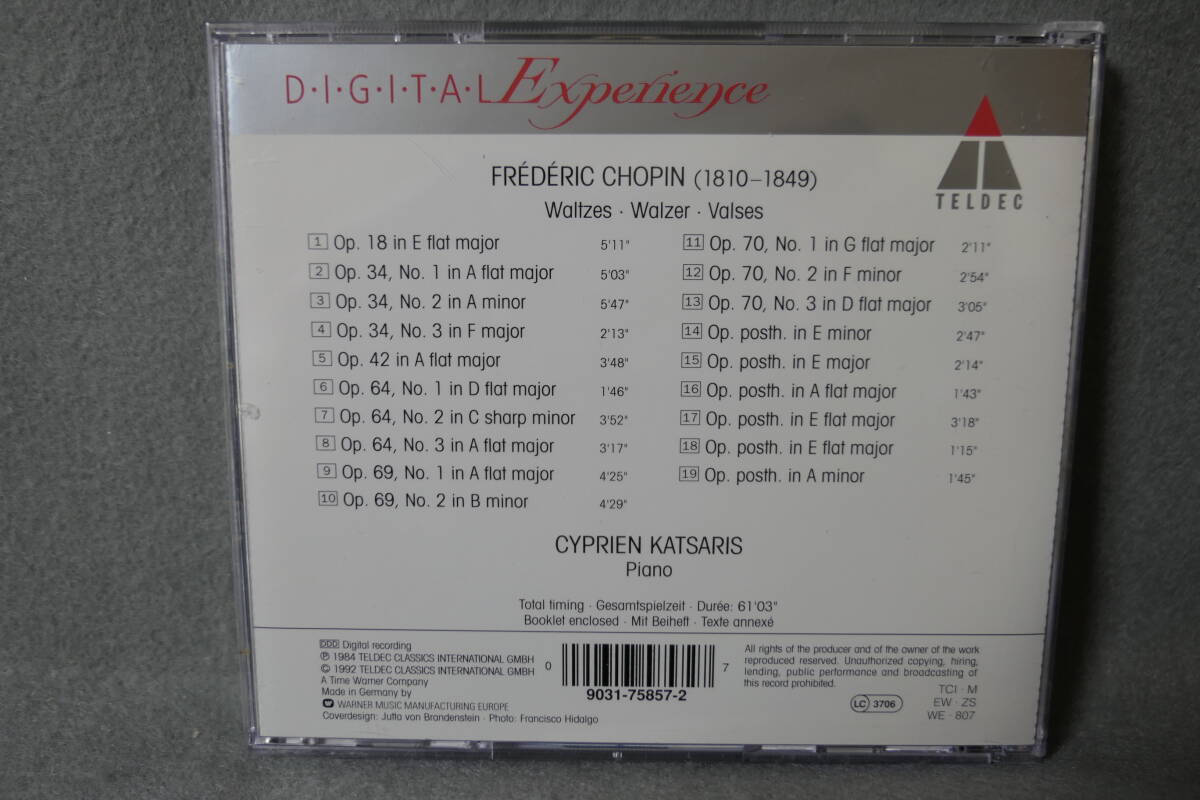 D·I·G·I·T·A·L Experience
TELDEC
FRÉDÉRIC CHOPIN (1810–1849)
Waltzes · Walzer · Valses
1 Op. 18 in E flat major 5'11"
2 Op. 34, No. 1 in A flat major 5'03"
3 Op. 34, No. 2 in A minor 5'47"
4 Op. 34, No. 3 in F major 2'13"
5 Op. 42 in A flat major 3'48"
6 Op. 64, No. 1 in D flat major 1'46"
7 Op. 64, No. 2 in C sharp minor 3'52"
8 Op. 64, No. 3 in A flat major 3'17"
9 Op. 69, No. 1 in A flat major 4'25"
10 Op. 69, No. 2 in B minor 4'29"
11 Op. 70, No. 1 in G flat major 2'11"
12 Op. 70, No. 2 in F minor 2'54"
13 Op. 70, No. 3 in D flat major 3'05"
14 Op. posth. in E minor 2'47"
15 Op. posth. in E major 2'14"
16 Op. posth. in A flat major 1'43"
17 Op. posth. in E flat major 3'18"
18 Op. posth. in E flat major 1'15"
19 Op. posth. in A minor 1'45"
CYPRIEN KATSARIS
Piano
Total timing · Gesamtspielzeit · Durée: 61'03"
Booklet enclosed · Mit Beiheft · Texte annexé
DDD Digital recording
℗ 1984 TELDEC CLASSICS INTERNATIONAL GMBH
© 1992 TELDEC CLASSICS INTERNATIONAL GMBH
A Time Warner Company
Made in Germany by
WARNER MUSIC MANUFACTURING EUROPE
Coverdesign: Jutta von Brandenstein · Photo: Francisco Hidalgo
0 7
9031-75857-2
All rights of the producer and of the owner of the work
reproduced reserved. Unauthorized copying, hiring,
lending, public performance and broadcasting of
this record prohibited.
LC 3706
TCI · M
EW · ZS
WE · 807